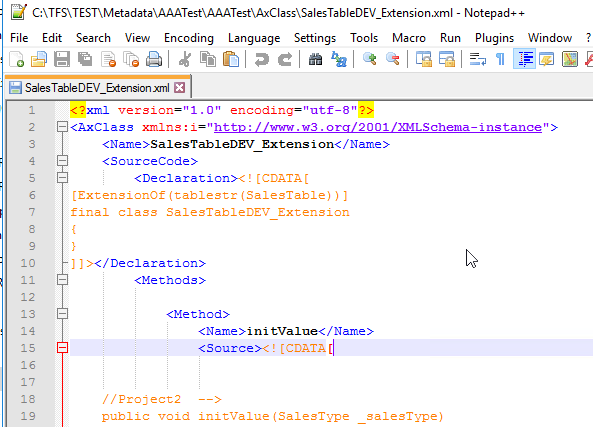 C:\TFS\TEST\Metadata\AAATest\AAATest\AxClass\SalesTableDEV_Extension.xml - Notepad++
File Edit Search View Encoding Language Settings Tools Macro Run Plugins Window ?
SalesTableDEV_Extension.xml
1 <?xml version="1.0" encoding="utf-8"?>
2 <AxClass xmlns:i="http://www.w3.org/2001/XMLSchema-instance">
3 <Name>SalesTableDEV_Extension</Name>
4 <SourceCode>
5 <Declaration><![CDATA[
6 [ExtensionOf(tablestr(SalesTable))]
7 final class SalesTableDEV_Extension
8 {
9 }
10 ]]></Declaration>
11 <Methods>
12
13 <Method>
14 <Name>initValue</Name>
15 <Source><![CDATA[
16
17
18 //Project2 -->
19 public void initValue(SalesType _salesType)